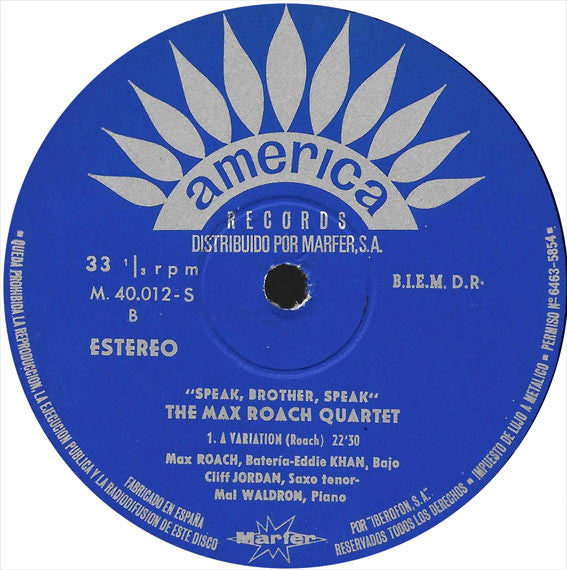 america
RECORDS
DISTRIBUIDO POR MARFER, S.A.
33 1/3 rpm
M. 40.012-S
B
ESTEREO
B.I.E.M. D.R.
"SPEAK, BROTHER, SPEAK"
THE MAX ROACH QUARTET
1. A VARIATION (Roach) 22'30
Max ROACH, Batería-Eddie KHAN, Bajo
Cliff JORDAN, Saxo tenor-
Mal WALDRON, Piano
Marfer
QUEDA PROHIBIDA LA REPRODUCCION, LA EJECUCION PUBLICA Y LA RADIODIFUSION DE ESTE DISCO
FABRICADO EN ESPAÑA
POR "IBEROFON, S.A."
RESERVADOS TODOS LOS DERECHOS ■ IMPUESTO DE LUJO A METALICO ■ PERMISO Nº 6463-5854 ■